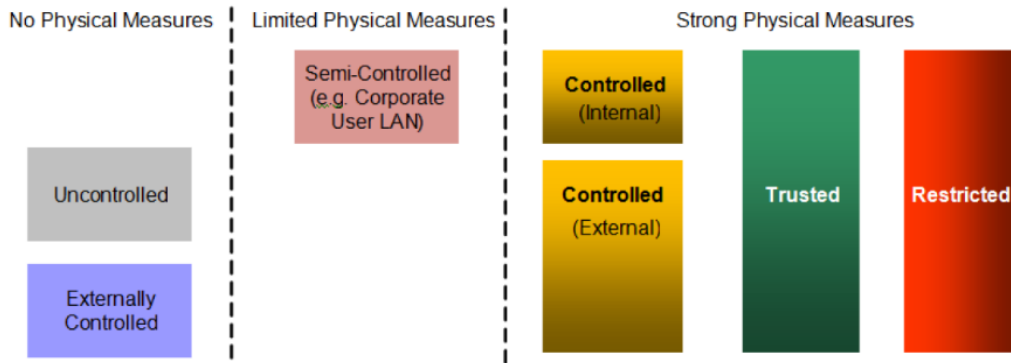 No Physical Measures
Limited Physical Measures
Strong Physical Measures
Semi-Controlled
(e.g. Corporate
User LAN)
Controlled
(Internal)
Uncontrolled
Controlled
(External)
Trusted
Restricted
Externally
Controlled